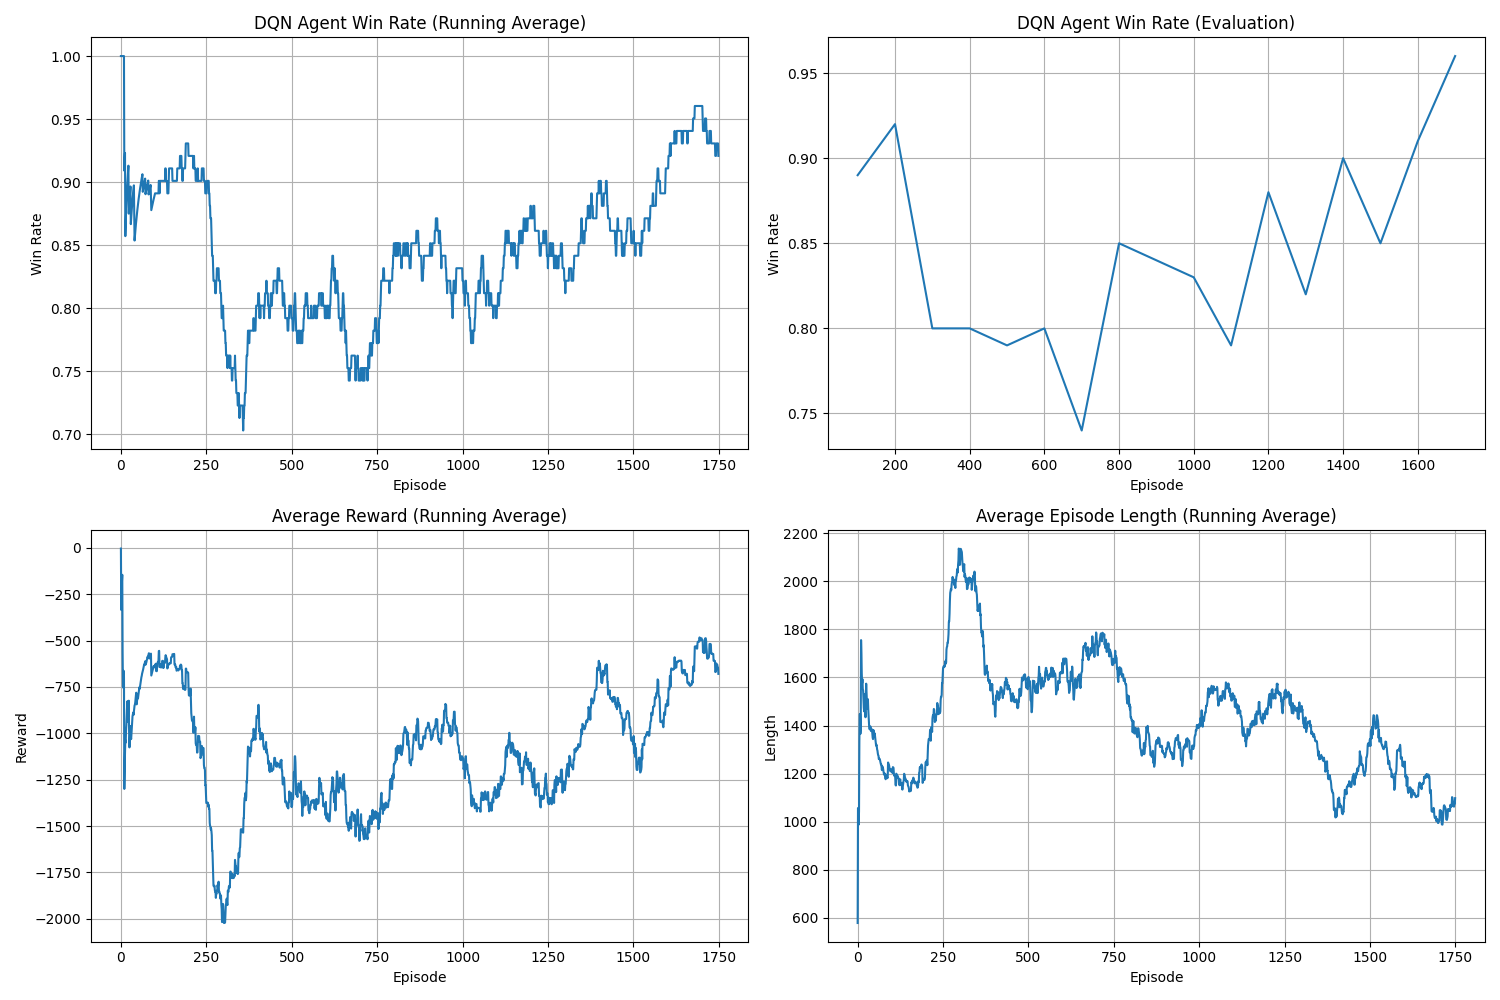 DQN Agent Win Rate (Running Average)
Win Rate
1.00
0.95
0.90
0.85
0.80
0.75
0.70
0 250 500 750 1000 1250 1500 1750
Episode
DQN Agent Win Rate (Evaluation)
Win Rate
0.95
0.90
0.85
0.80
0.75
200 400 600 800 1000 1200 1400 1600
Episode
Average Reward (Running Average)
Reward
0
−250
−500
−750
−1000
−1250
−1500
−1750
−2000
0 250 500 750 1000 1250 1500 1750
Episode
Average Episode Length (Running Average)
Length
2200
2000
1800
1600
1400
1200
1000
800
600
0 250 500 750 1000 1250 1500 1750
Episode